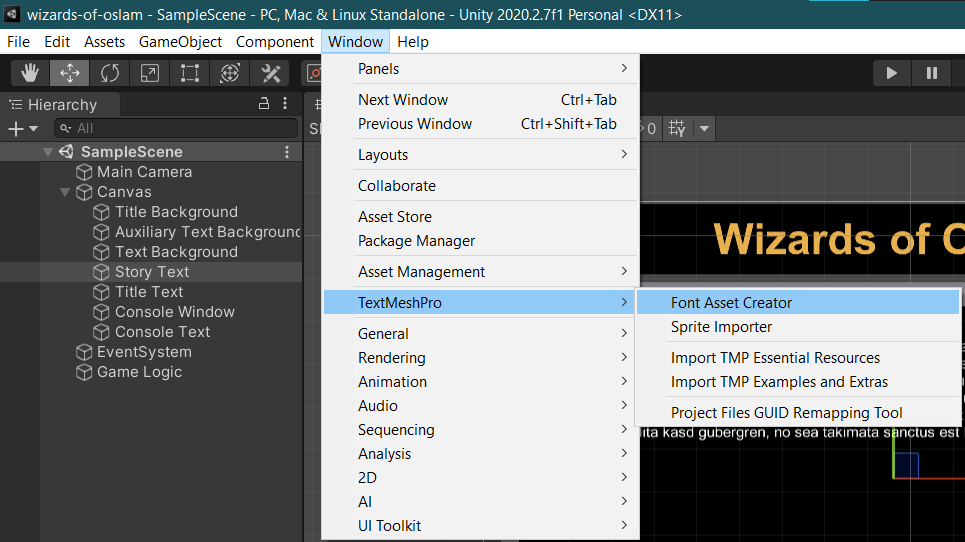 wizards-of-oslam - SampleScene - PC, Mac & Linux Standalone - Unity 2020.2.7f1 Personal <DX11>
File Edit Assets GameObject Component Window Help
Hierarchy
All
SampleScene
Main Camera
Canvas
Title Background
Auxiliary Text Background
Text Background
Story Text
Title Text
Console Window
Console Text
EventSystem
Game Logic
Panels
Next Window Ctrl+Tab
Previous Window Ctrl+Shift+Tab
Layouts
Collaborate
Asset Store
Package Manager
Asset Management
TextMeshPro
General
Rendering
Animation
Audio
Sequencing
Analysis
2D
AI
UI Toolkit
Font Asset Creator
Sprite Importer
Import TMP Essential Resources
Import TMP Examples and Extras
Project Files GUID Remapping Tool
0
Wizards of O
kasd gubergren, no sea takimata sanctus est